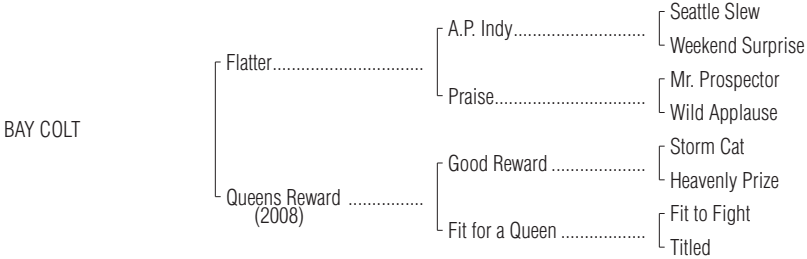 Seattle Slew
A.P. Indy..............................
Weekend Surprise
Flatter..................................
Mr. Prospector
Praise..................................
Wild Applause
BAY COLT
Storm Cat
Good Reward .....................
Heavenly Prize
Queens Reward .................
(2008)
Fit to Fight
Fit for a Queen ...................
Titled